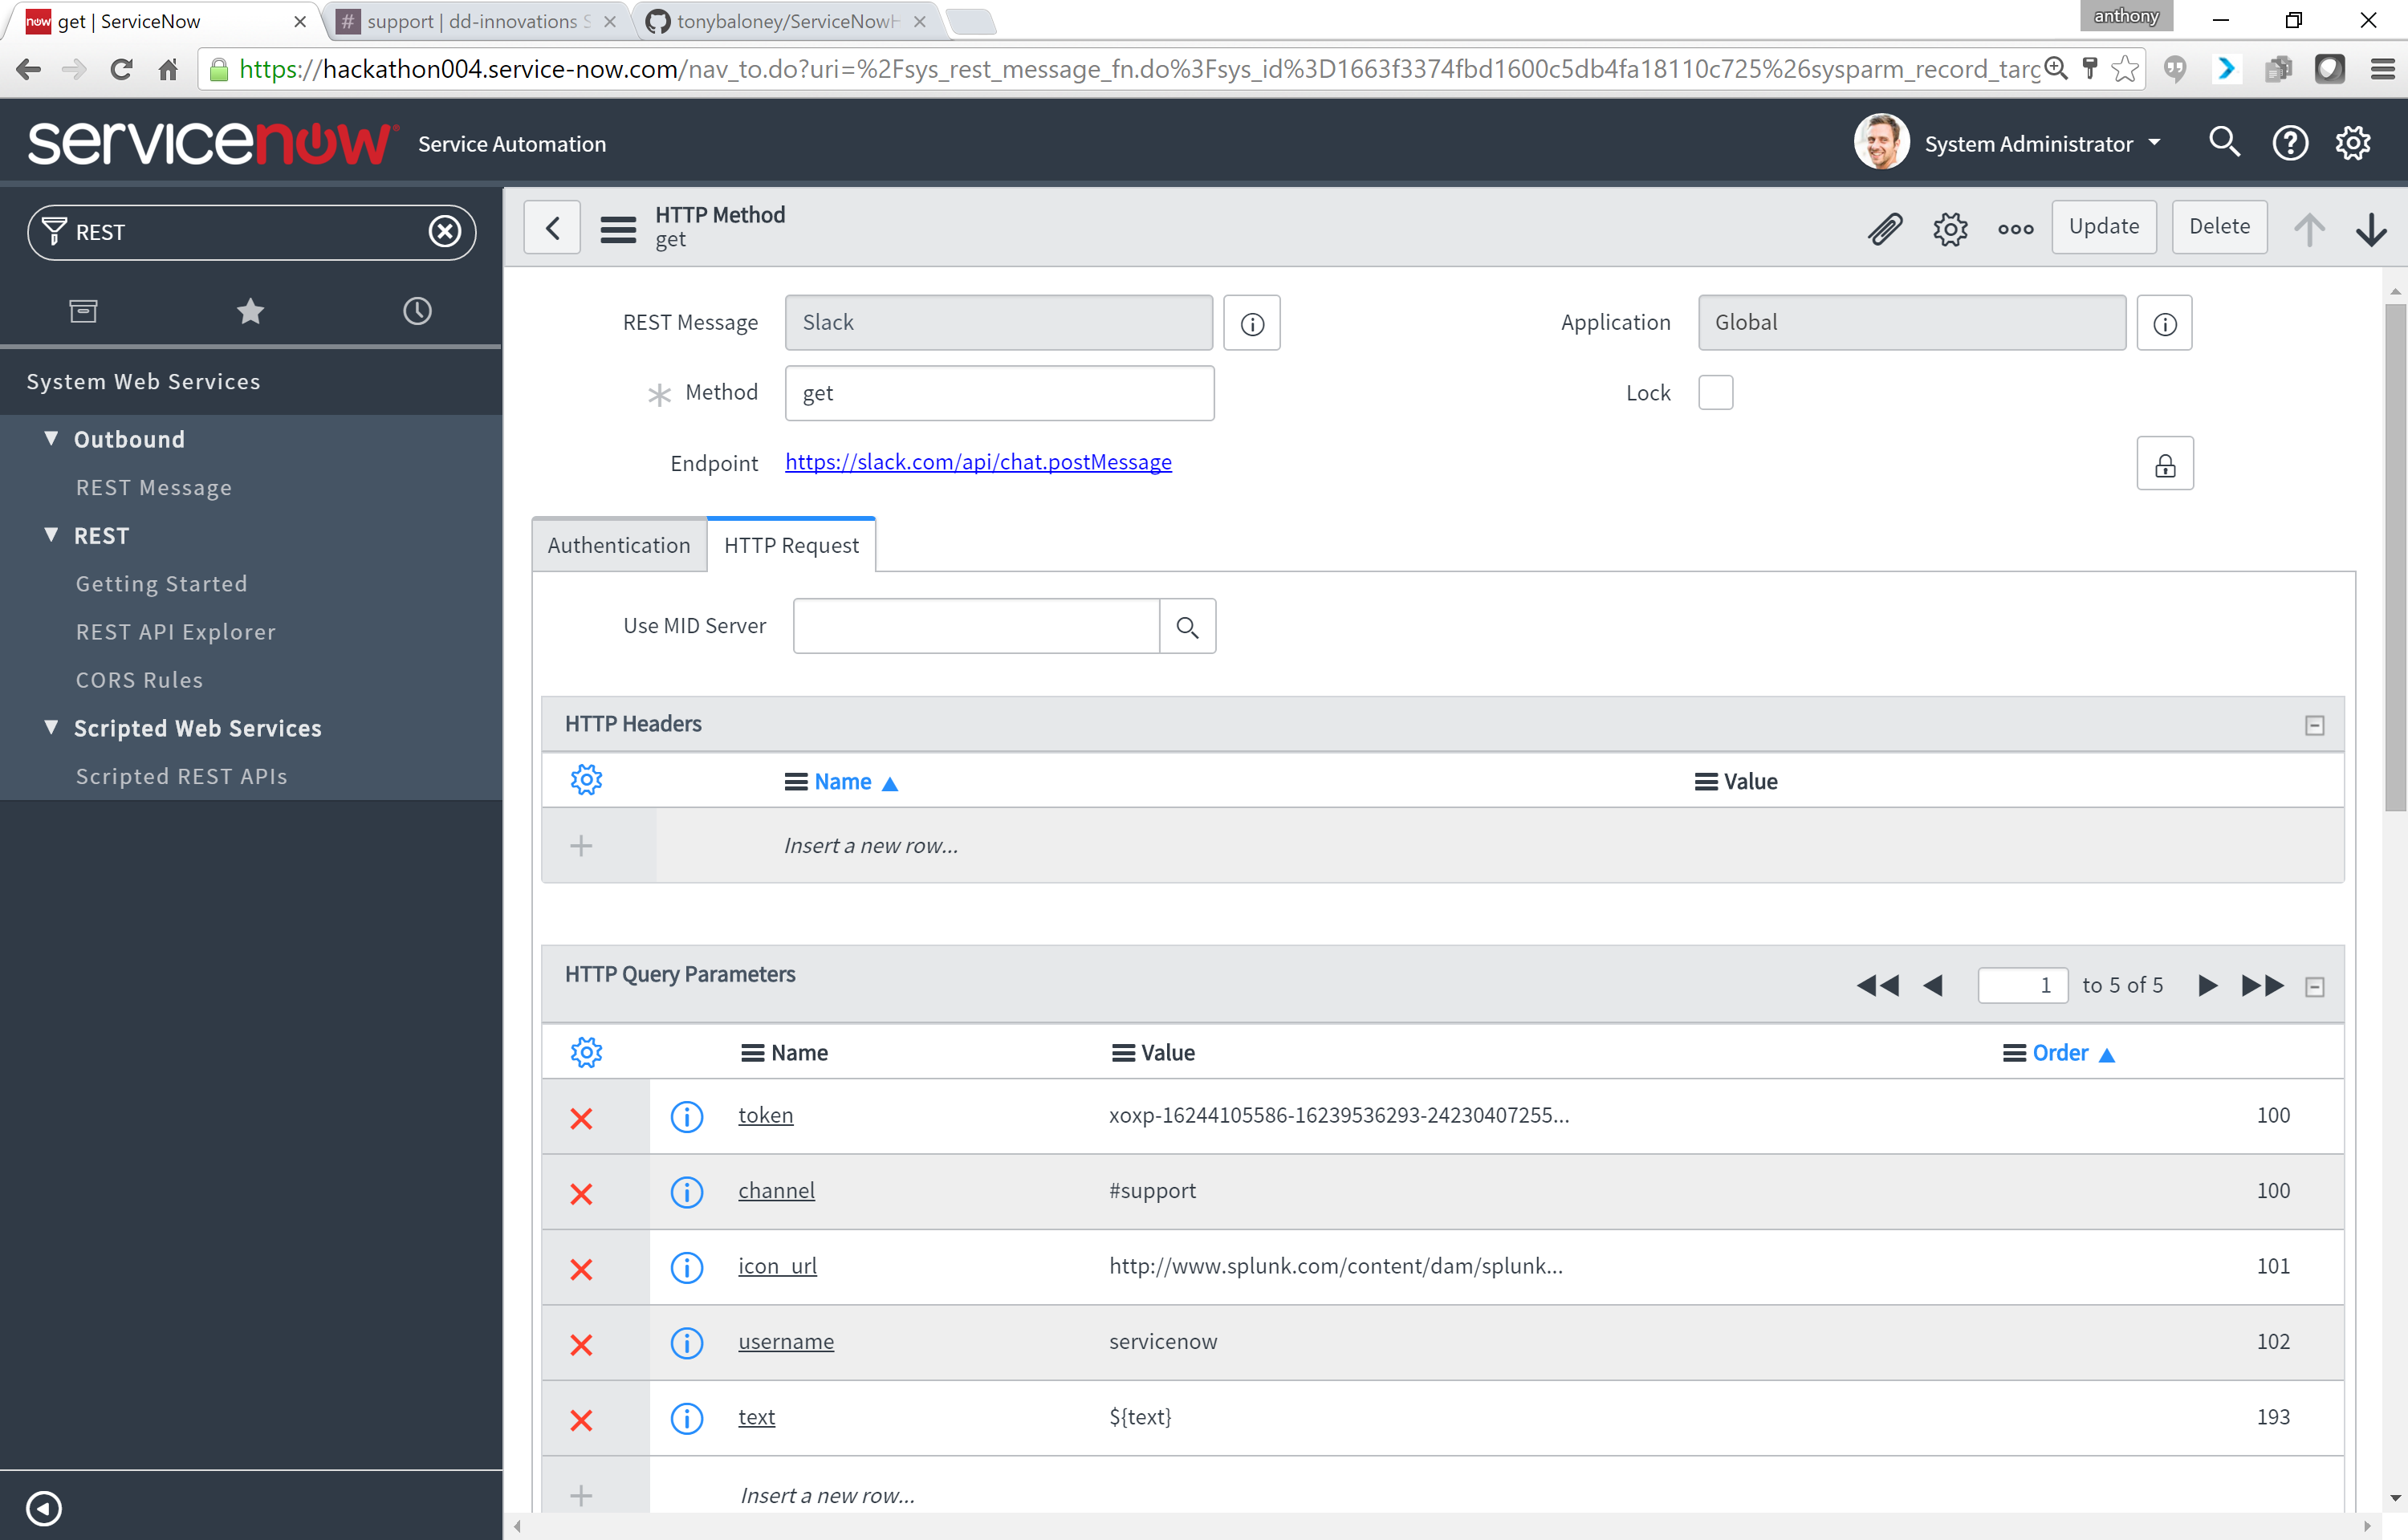 get | ServiceNow
# support | dd-innovations S
tonybaloney/ServiceNowH
anthony
https://hackathon004.service-now.com/nav_to.do?uri=%2Fsys_rest_message_fn.do%3Fsys_id%3D1663f3374fbd1600c5db4fa18110c725%26sysparm_record_targ
servicenow Service Automation
System Administrator
REST
HTTP Method
get
Update
Delete
System Web Services
Outbound
REST Message
REST
Getting Started
REST API Explorer
CORS Rules
Scripted Web Services
Scripted REST APIs
REST Message Slack
Application Global
Method get
Lock
Endpoint https://slack.com/api/chat.postMessage
Authentication HTTP Request
Use MID Server
HTTP Headers
Name Value
Insert a new row...
HTTP Query Parameters
1 to 5 of 5
Name Value Order
token xoxp-16244105586-16239536293-24230407255... 100
channel #support 100
icon_url http://www.splunk.com/content/dam/splunk... 101
username servicenow 102
text ${text} 193
Insert a new row...